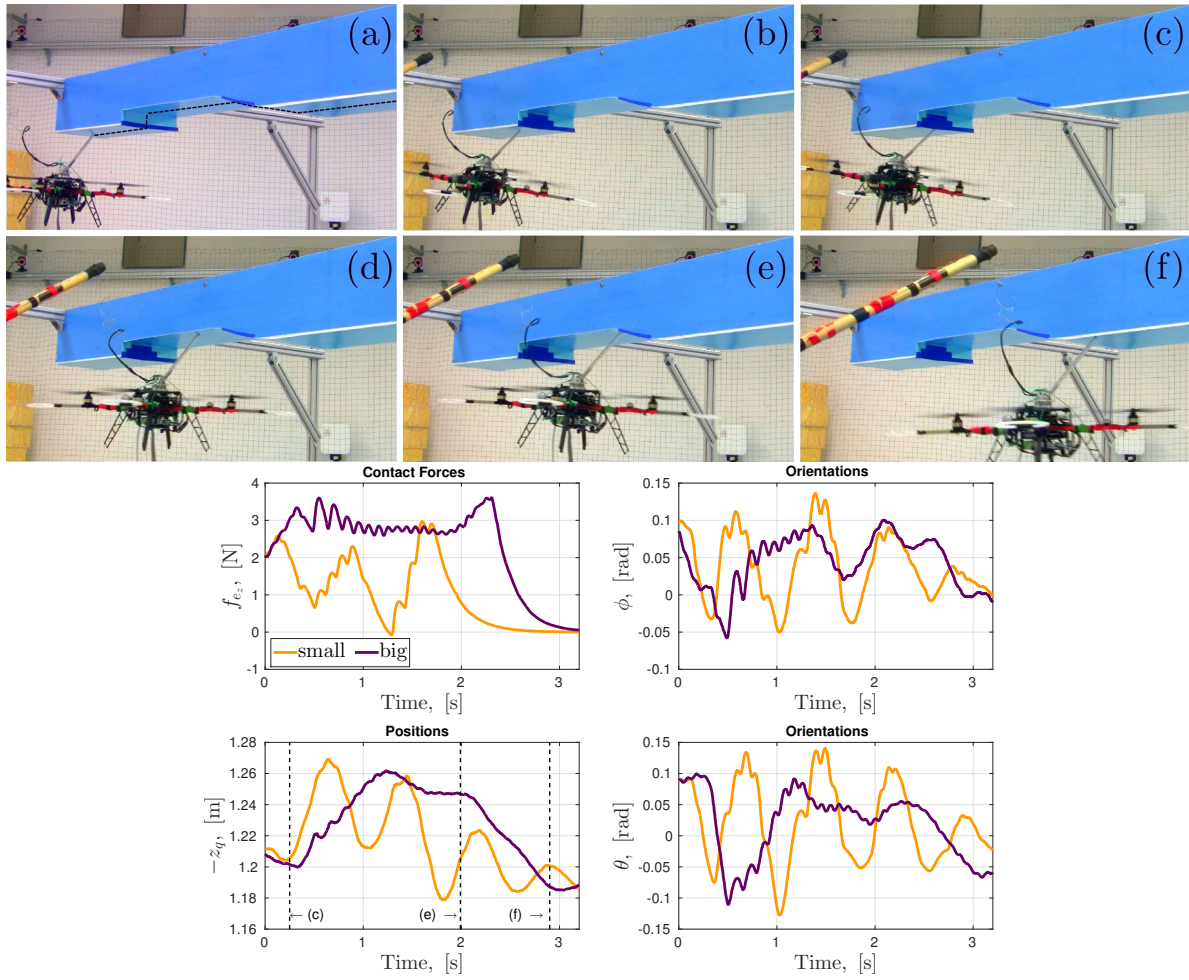 (a)
(b)
(c)
(d)
(e)
(f)
Contact Forces
4
3
2
1
0
-1
f_{e_z}, [N]
small
big
0
1
2
3
Time, [s]
Orientations
0.15
0.1
0.05
0
-0.05
-0.1
ϕ, [rad]
0
1
2
3
Time, [s]
Positions
1.28
1.26
1.24
1.22
1.2
1.18
1.16
−z_q, [m]
← (c)
(e) →
(f) →
0
1
2
3
Time, [s]
Orientations
0.15
0.1
0.05
0
-0.05
-0.1
-0.15
θ, [rad]
0
1
2
3
Time, [s]